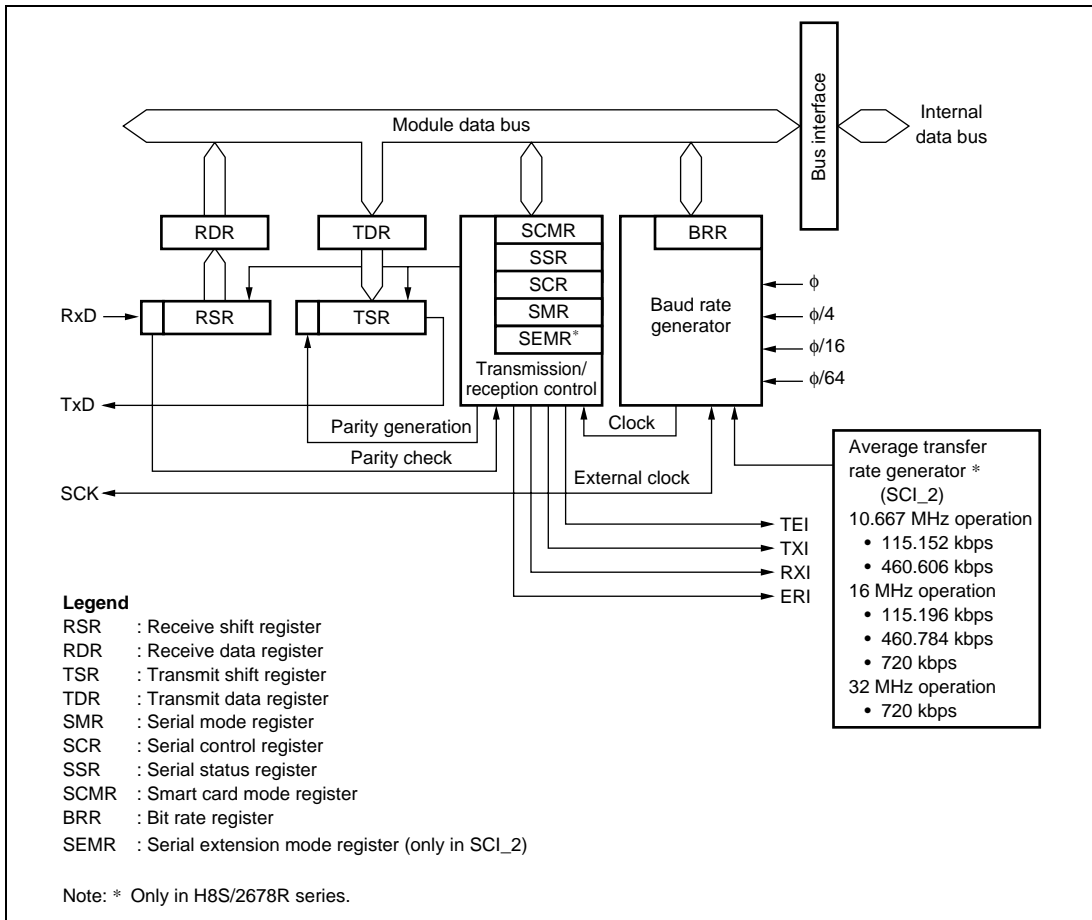 Bus interface
Internal
data bus
Module data bus
RDR
TDR
SCMR
SSR
SCR
SMR
SEMR*
Transmission/
reception control
BRR
Baud rate
generator
φ
φ/4
φ/16
φ/64
RxD
RSR
TSR
TxD
Parity generation
Parity check
Clock
External clock
SCK
TEI
TXI
RXI
ERI
Average transfer
rate generator *
(SCI_2)
10.667 MHz operation
• 115.152 kbps
• 460.606 kbps
16 MHz operation
• 115.196 kbps
• 460.784 kbps
• 720 kbps
32 MHz operation
• 720 kbps
Legend
RSR : Receive shift register
RDR : Receive data register
TSR : Transmit shift register
TDR : Transmit data register
SMR : Serial mode register
SCR : Serial control register
SSR : Serial status register
SCMR : Smart card mode register
BRR : Bit rate register
SEMR : Serial extension mode register (only in SCI_2)
Note: * Only in H8S/2678R series.